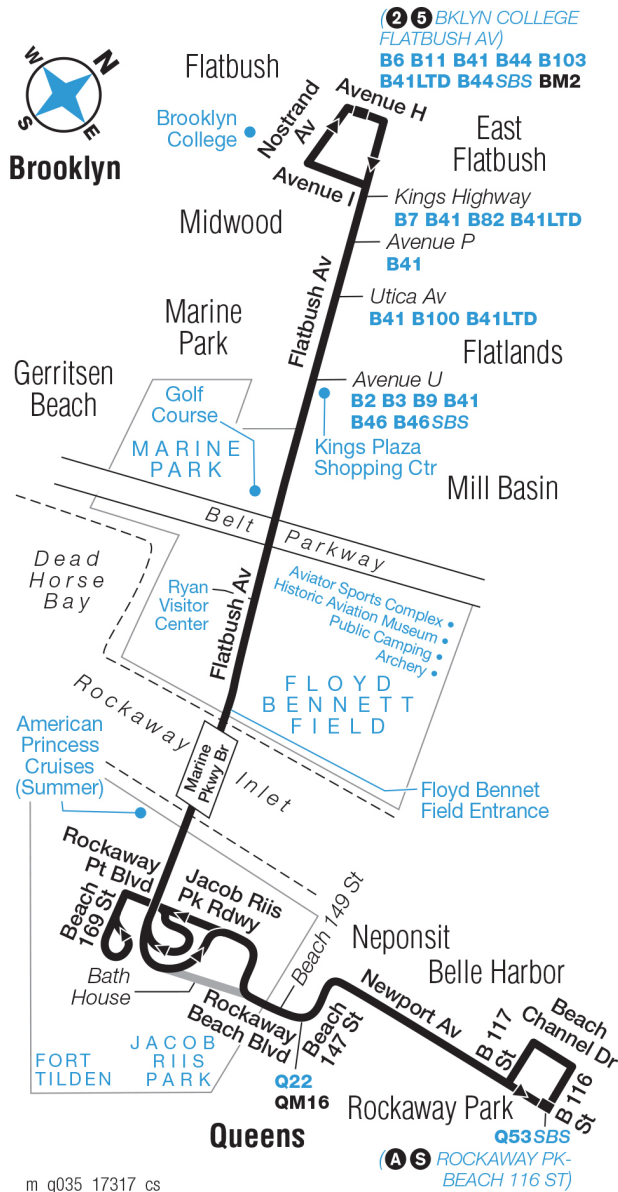 (2 5 BKLYN COLLEGE
FLATBUSH AV)
B6 B11 B41 B44 B103
B41LTD B44SBS BM2
W
N
S
E
Brooklyn
Flatbush
Brooklyn
College
Nostrand
Av
Avenue H
Avenue I
East
Flatbush
Kings Highway
B7 B41 B82 B41LTD
Midwood
Avenue P
B41
Flatbush Av
Utica Av
B41 B100 B41LTD
Marine
Park
Flatlands
Gerritsen
Beach
Avenue U
B2 B3 B9 B41
B46 B46SBS
Golf
Course
MARINE
PARK
Kings Plaza
Shopping Ctr
Mill Basin
Belt Parkway
Dead
Horse
Bay
Ryan
Visitor
Center
Flatbush Av
Aviator Sports Complex
Historic Aviation Museum
Public Camping
Archery
FLOYD
BENNETT
FIELD
Rockaway Inlet
American
Princess
Cruises
(Summer)
Marine
Pkwy Br
Floyd Bennet
Field Entrance
Rockaway
Pt Blvd
Jacob Riis
Pk Rdwy
Beach
169 St
Beach 149 St
Bath
House
Neponsit
Belle Harbor
Rockaway
Beach Blvd
Beach
147 St
Newport Av
B 117
St
Beach
Channel Dr
B 116
St
FORT
TILDEN
JACOB
RIIS
PARK
Q22
QM16
Rockaway Park
Queens
Q53SBS
(A S ROCKAWAY PK-
BEACH 116 ST)
m_q035_17317_cs